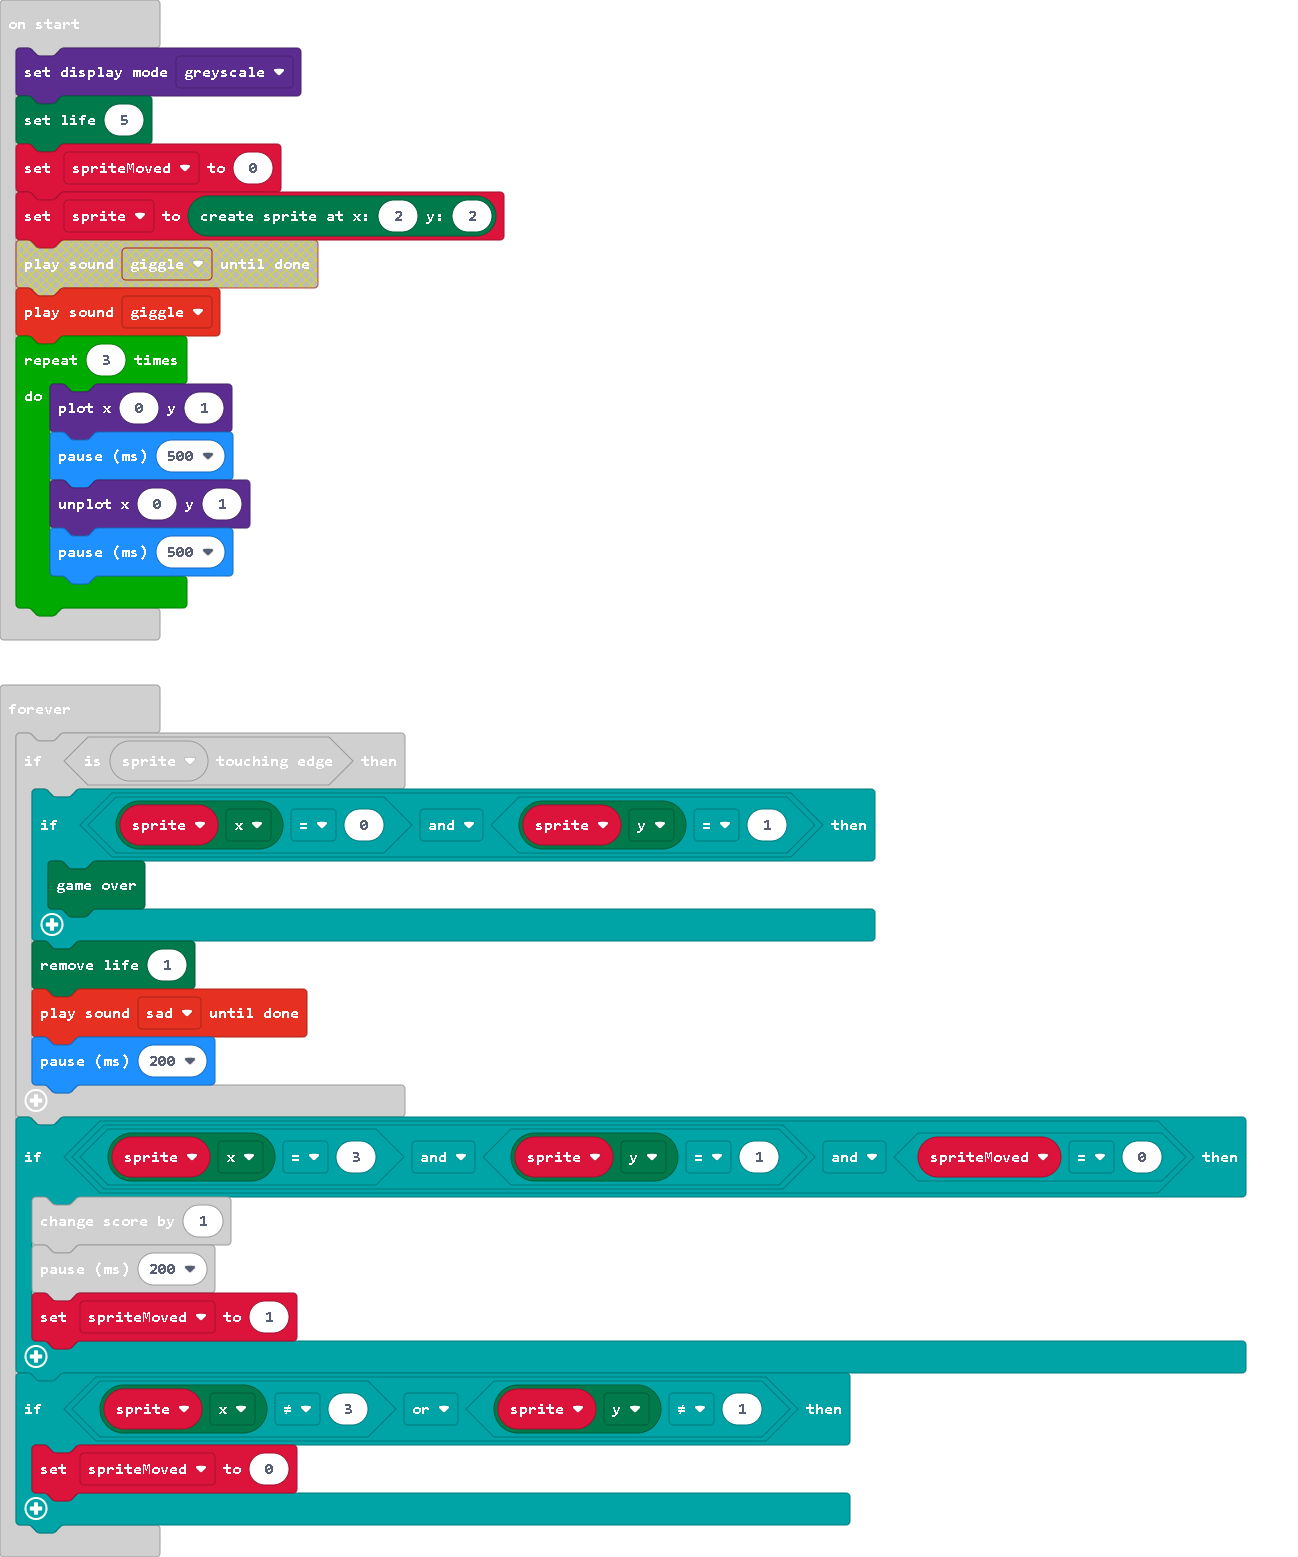 on start
set display mode greyscale
set life 5
set spriteMoved to 0
set sprite to create sprite at x: 2 y: 2
play sound giggle until done
play sound giggle
repeat 3 times
do
plot x 0 y 1
pause (ms) 500
unplot x 0 y 1
pause (ms) 500
forever
if is sprite touching edge then
if sprite x = 0 and sprite y = 1 then
game over
remove life 1
play sound sad until done
pause (ms) 200
if sprite x = 3 and sprite y = 1 and spriteMoved = 0 then
change score by 1
pause (ms) 200
set spriteMoved to 1
if sprite x ≠ 3 or sprite y ≠ 1 then
set spriteMoved to 0